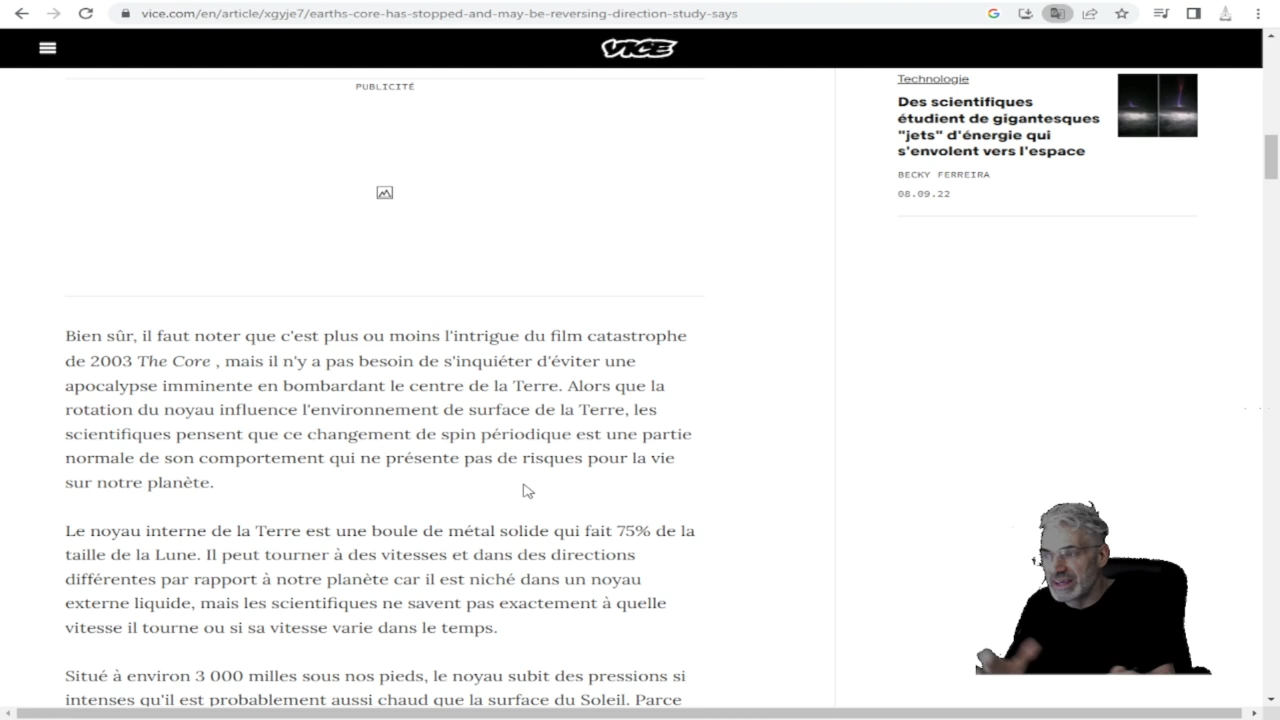 vice.com/en/article/xgyje7/earths-core-has-stopped-and-may-be-reversing-direction-study-says
VICE
PUBLICITÉ
Bien sûr, il faut noter que c'est plus ou moins l'intrigue du film catastrophe
de 2003 The Core , mais il n'y a pas besoin de s'inquiéter d'éviter une
apocalypse imminente en bombardant le centre de la Terre. Alors que la
rotation du noyau influence l'environnement de surface de la Terre, les
scientifiques pensent que ce changement de spin périodique est une partie
normale de son comportement qui ne présente pas de risques pour la vie
sur notre planète.
Le noyau interne de la Terre est une boule de métal solide qui fait 75% de la
taille de la Lune. Il peut tourner à des vitesses et dans des directions
différentes par rapport à notre planète car il est niché dans un noyau
externe liquide, mais les scientifiques ne savent pas exactement à quelle
vitesse il tourne ou si sa vitesse varie dans le temps.
Situé à environ 3 000 milles sous nos pieds, le noyau subit des pressions si
intenses qu'il est probablement aussi chaud que la surface du Soleil. Parce
Technologie
Des scientifiques
étudient de gigantesques
"jets" d'énergie qui
s'envolent vers l'espace
BECKY FERREIRA
08.09.22